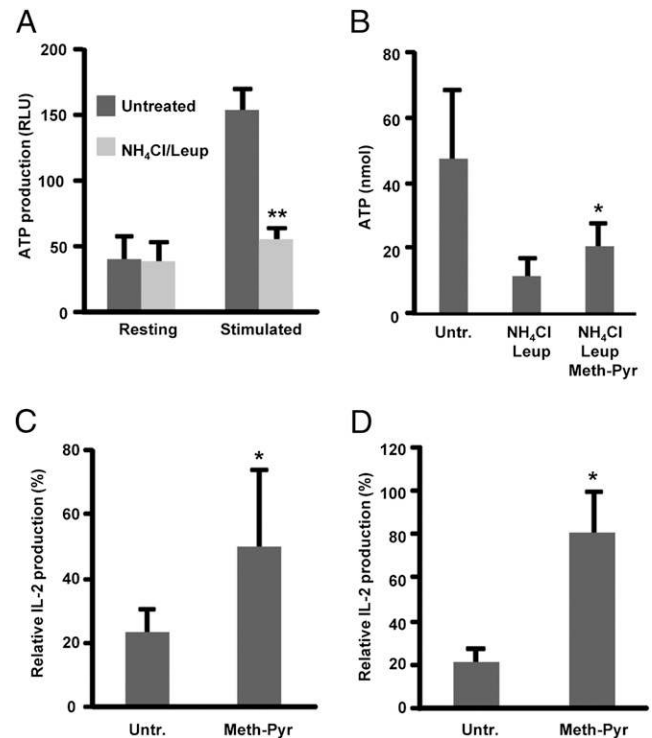 A
ATP production (RLU)
200
150
100
50
0
Untreated
NH₄Cl/Leup
**
Resting
Stimulated
B
ATP (nmol)
80
60
40
20
0
*
Untr.
NH₄Cl
Leup
NH₄Cl
Leup
Meth-Pyr
C
Relative IL-2 production (%)
80
60
40
20
0
*
Untr.
Meth-Pyr
D
Relative IL-2 production (%)
120
100
80
60
40
20
0
*
Untr.
Meth-Pyr